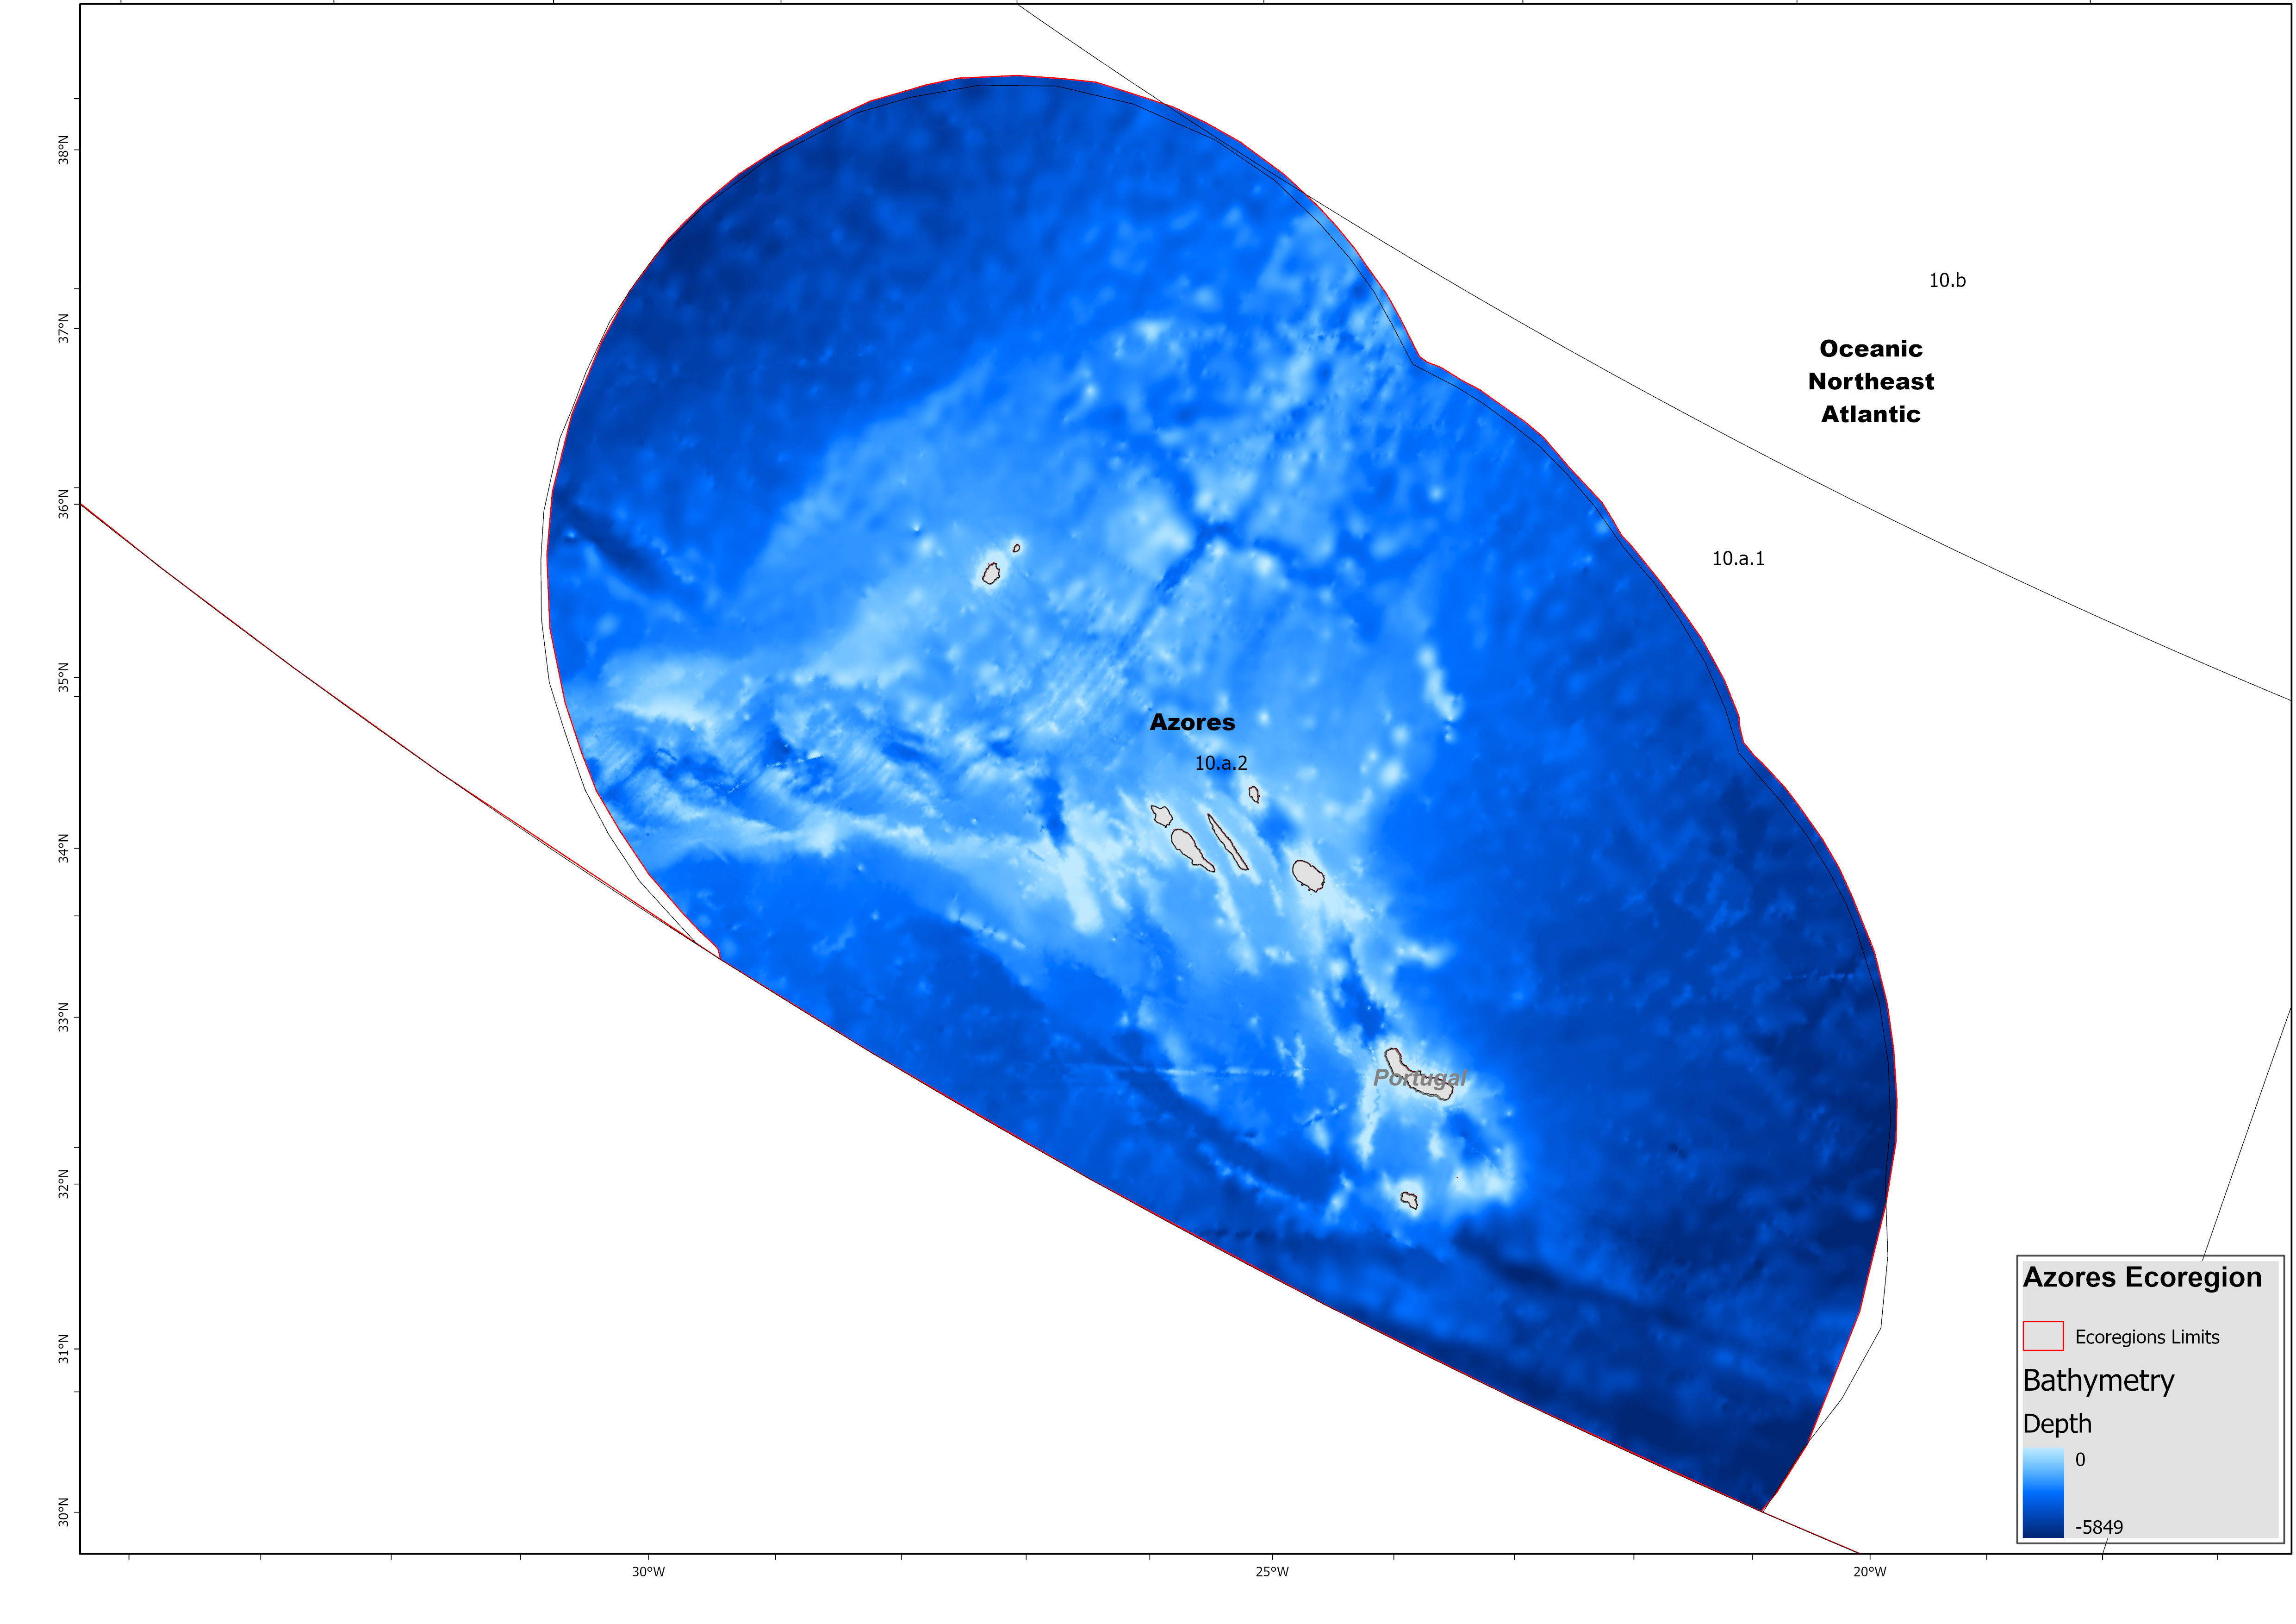 38°N
37°N
36°N
35°N
34°N
33°N
32°N
31°N
30°N
10.b
Oceanic
Northeast
Atlantic
10.a.1
Azores
10.a.2
Portugal
Azores Ecoregion
Ecoregions Limits
Bathymetry
Depth
0
-5849
30°W
25°W
20°W